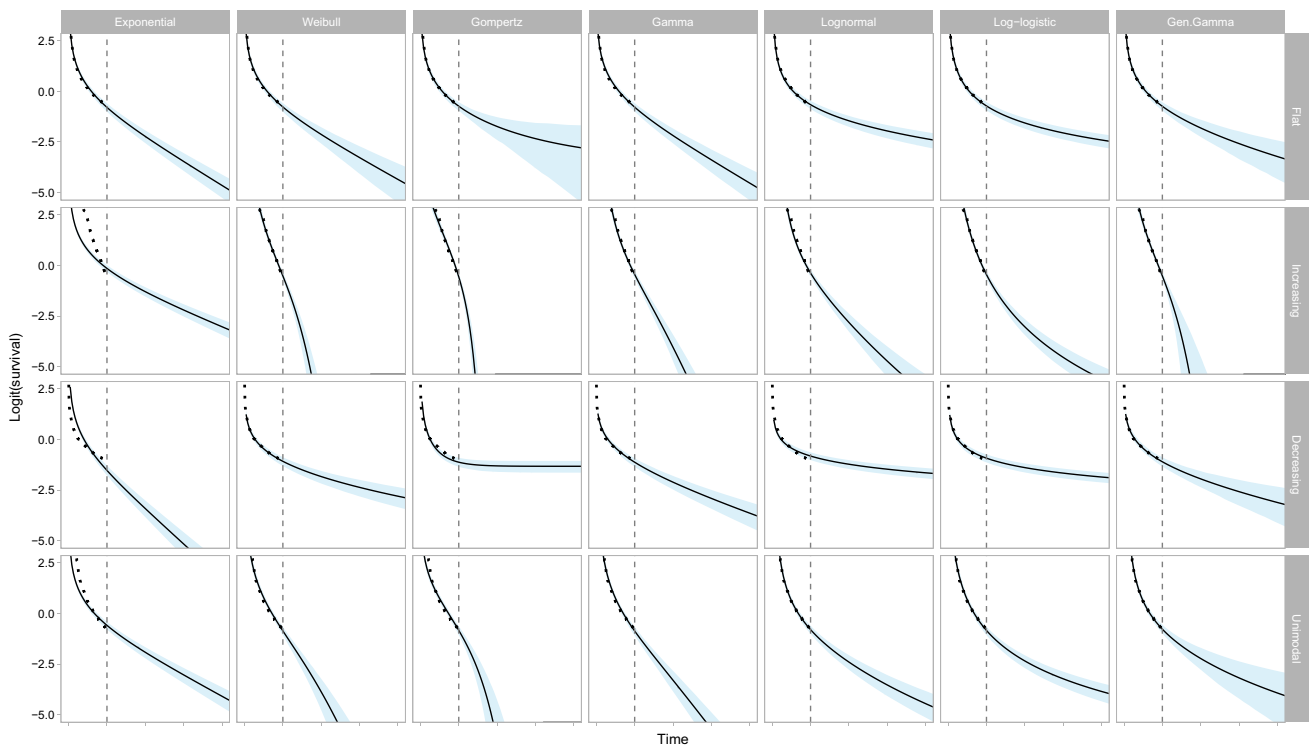 Exponential Weibull Gompertz Gamma Lognormal Log−logistic Gen.Gamma
2.5
0.0
−2.5
−5.0
Flat
2.5
0.0
−2.5
−5.0
Increasing
Logit(survival)
2.5
0.0
−2.5
−5.0
Decreasing
2.5
0.0
−2.5
−5.0
Unimodal
Time